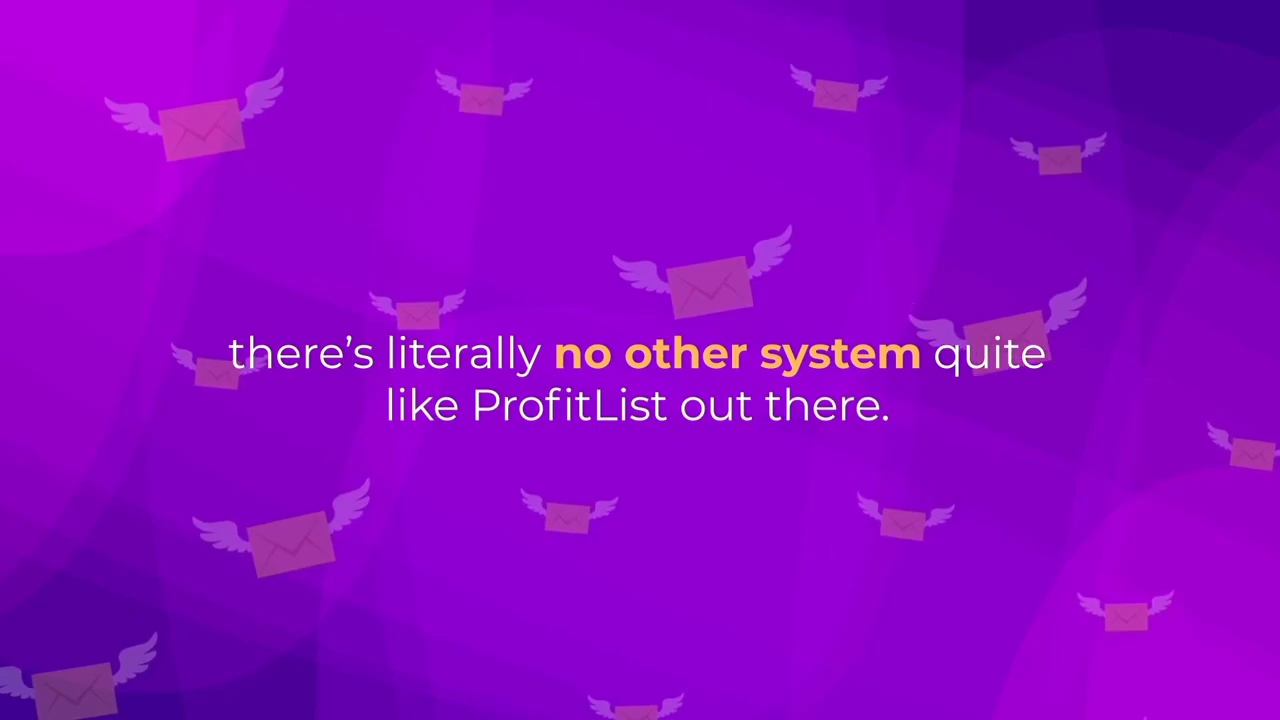 there’s literally no other system quite
like ProfitList out there.